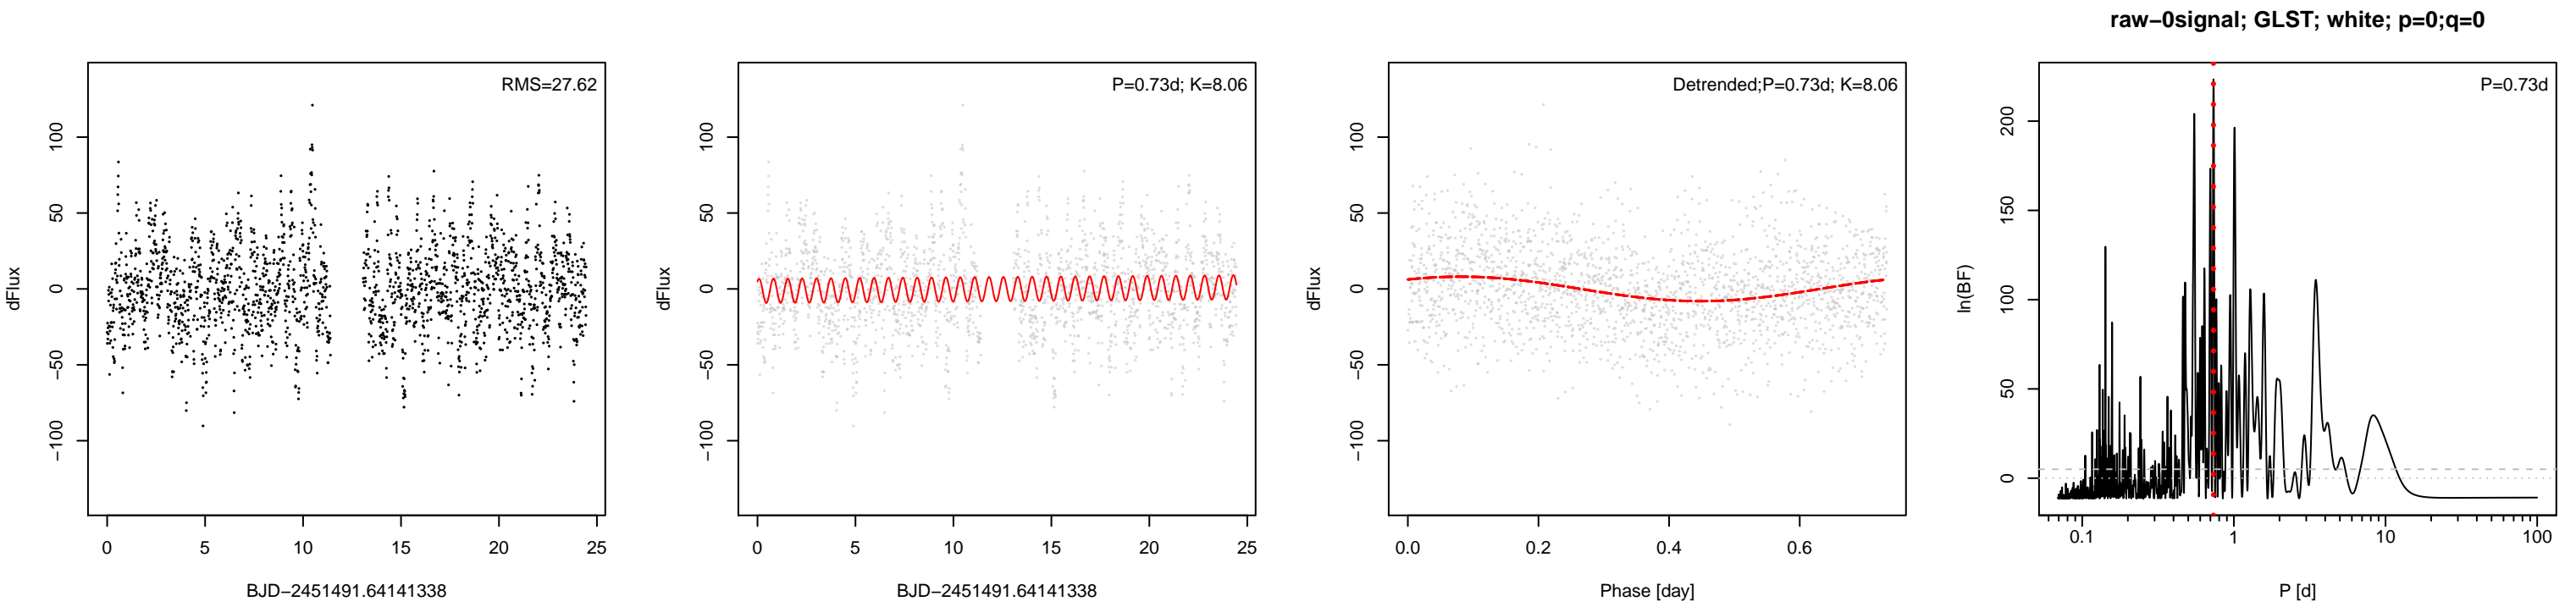 raw−0signal; GLST; white; p=0;q=0
RMS=27.62
dFlux
100
50
0
−50
−100
0 5 10 15 20 25
BJD−2451491.64141338
P=0.73d; K=8.06
dFlux
100
50
0
−50
−100
0 5 10 15 20 25
BJD−2451491.64141338
Detrended;P=0.73d; K=8.06
dFlux
100
50
0
−50
−100
0.0 0.2 0.4 0.6
Phase [day]
P=0.73d
ln(BF)
200
150
100
50
0
0.1 1 10 100
P [d]